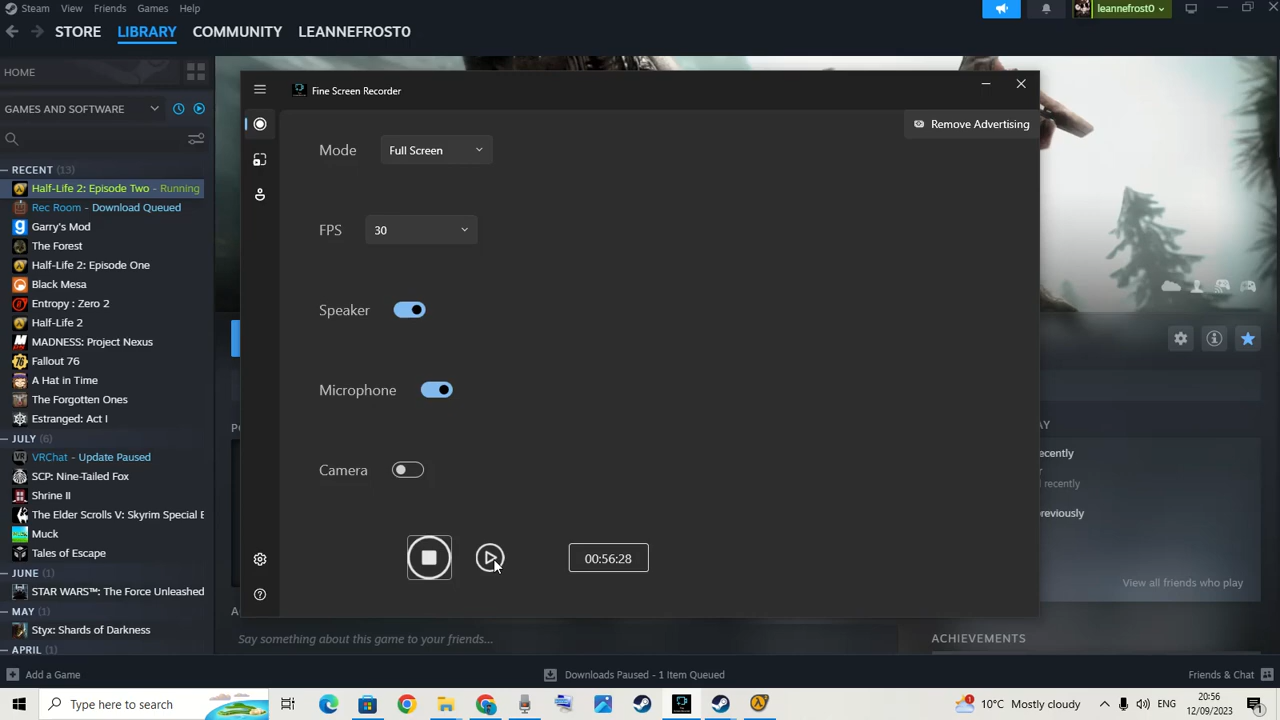 Steam View Friends Games Help
leannefrost0
STORE LIBRARY COMMUNITY LEANNEFROST0
HOME
Fine Screen Recorder
GAMES AND SOFTWARE
Remove Advertising
Mode Full Screen
RECENT (13)
Half-Life 2: Episode Two - Running
Rec Room - Download Queued
Garry's Mod
FPS 30
The Forest
Half-Life 2: Episode One
Black Mesa
Entropy : Zero 2
Speaker
Half-Life 2
MADNESS: Project Nexus
Fallout 76
A Hat in Time
Microphone
The Forgotten Ones
Estranged: Act I
JULY (6)
VRChat - Update Paused
Camera
SCP: Nine-Tailed Fox
Shrine II
The Elder Scrolls V: Skyrim Special E
Muck
Tales of Escape
00:56:28
JUNE (1)
STAR WARS™: The Force Unleashed
MAY (1)
Styx: Shards of Darkness
APRIL (1)
ecently
recently
reviously
View all friends who play
Say something about this game to your friends...
ACHIEVEMENTS
Add a Game
Downloads Paused - 1 Item Queued
Friends & Chat
Type here to search
10°C Mostly cloudy
ENG
20:56
12/09/2023